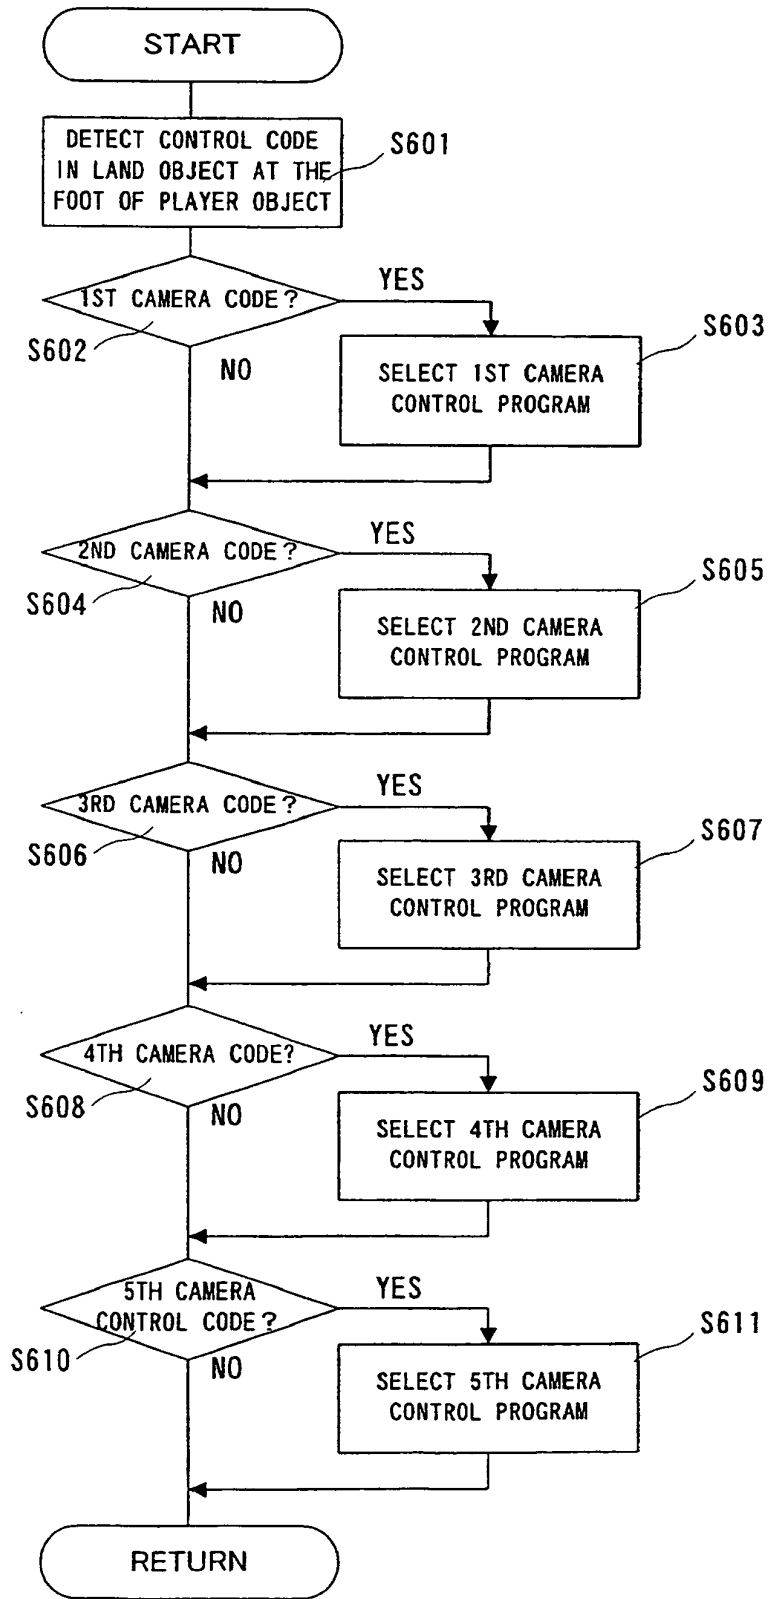 START
DETECT CONTROL CODE
IN LAND OBJECT AT THE
FOOT OF PLAYER OBJECT
S601
1ST CAMERA CODE?
YES
S602
NO
S603
SELECT 1ST CAMERA
CONTROL PROGRAM
2ND CAMERA CODE?
YES
S604
NO
S605
SELECT 2ND CAMERA
CONTROL PROGRAM
3RD CAMERA CODE?
YES
S606
NO
S607
SELECT 3RD CAMERA
CONTROL PROGRAM
4TH CAMERA CODE?
YES
S608
NO
S609
SELECT 4TH CAMERA
CONTROL PROGRAM
5TH CAMERA
CONTROL CODE?
YES
S610
NO
S611
SELECT 5TH CAMERA
CONTROL PROGRAM
RETURN